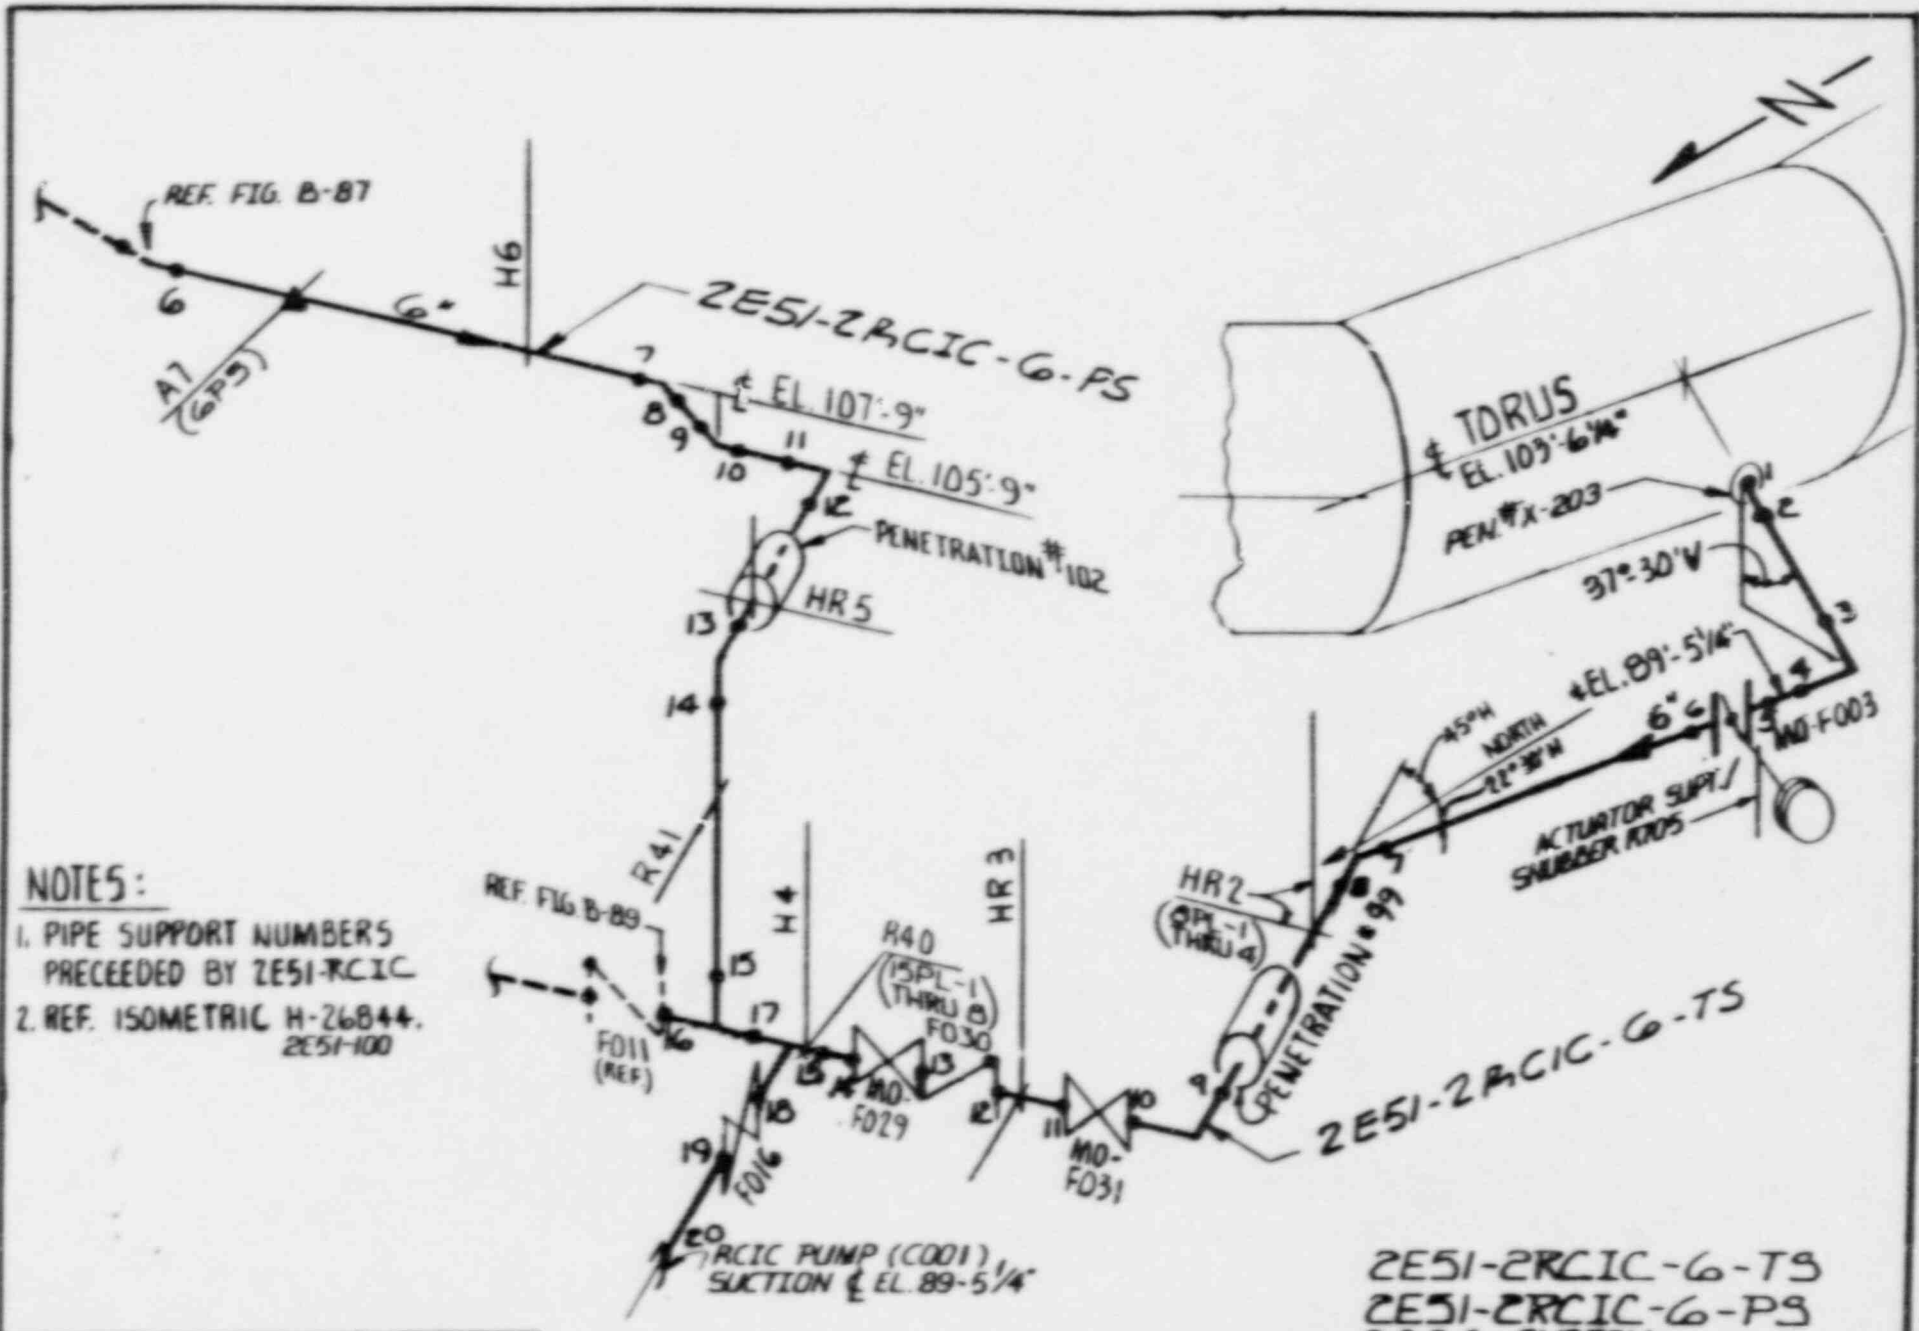 N
REF. FIG. B-87
H6
6
6"
A7
(6PS)
2E51-2RCIC-6-PS
7
8
9
10
11
12
℄ EL. 107'-9"
℄ EL. 105'-9"
PENETRATION #102
HR5
13
14
R41
15
℄ TORUS
EL. 103'-6 1/4"
PEN. #X-203
1
2
37°-30'V
3
℄ EL. 89'-5 1/4"
4
5
MO-F003
6"
6
45°H
NORTH
22°30'H
ACTUATOR SUPT./
SNUBBER R705
8
HR2
(8PL-1
THRU 4)
PENETRATION #99
2E51-2RCIC-6-TS
9
10
MO-
F031
11
12
HR3
F030
13
MO-
F029
14
15
R40
(15PL-1
THRU 8)
H4
17
16
REF. FIG. B-89
F011
(REF.)
18
F016
19
20
RCIC PUMP (C001)
SUCTION ℄ EL. 89-5 1/4"
NOTES:
1. PIPE SUPPORT NUMBERS
PRECEEDED BY 2E51-RCIC
2. REF. ISOMETRIC H-26844.
2E51-100
2E51-2RCIC-6-TS
2E51-2RCIC-6-PS